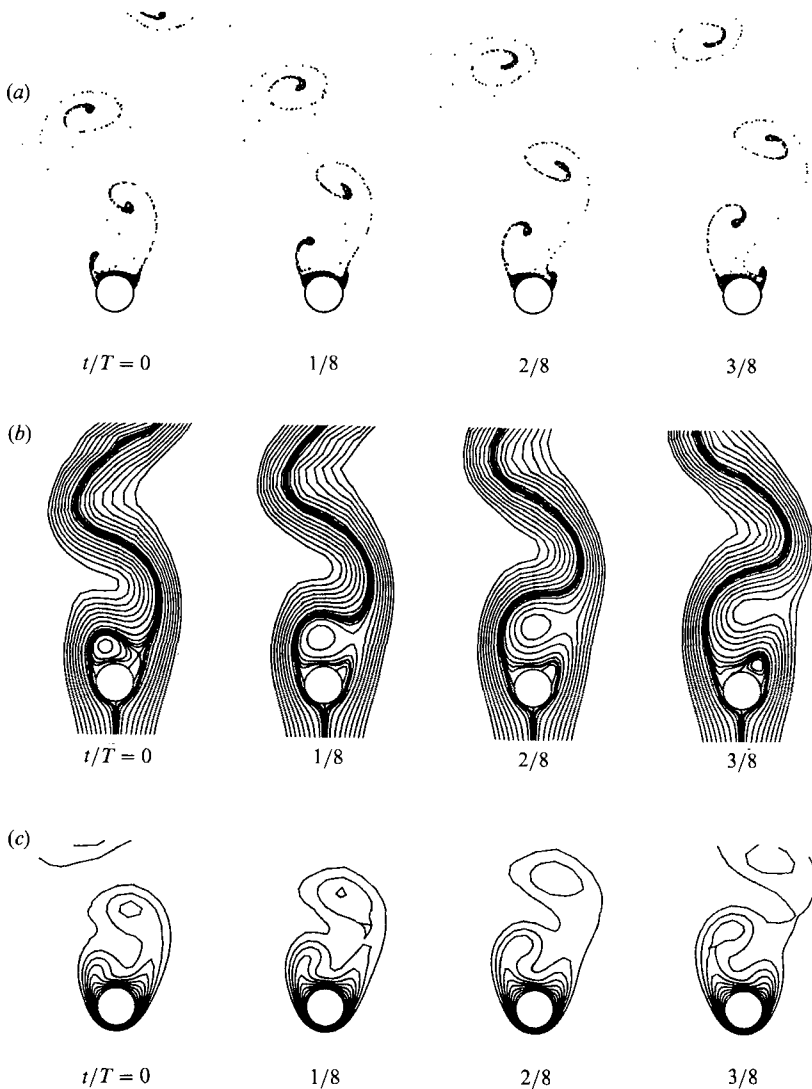 (a)
t/T = 0 1/8 2/8 3/8
(b)
t/T = 0 1/8 2/8 3/8
(c)
t/T = 0 1/8 2/8 3/8